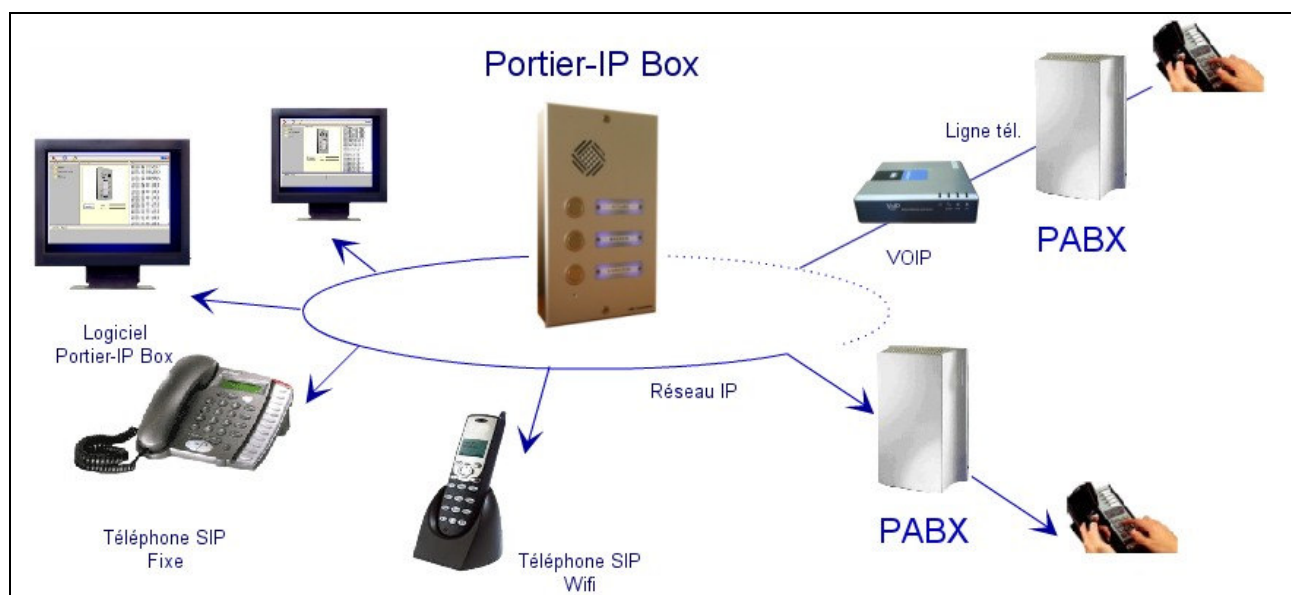 Portier-IP Box
Ligne tél.
PABX
VOIP
Logiciel
Portier-IP Box
Réseau IP
Téléphone SIP
Fixe
Téléphone SIP
Wifi
PABX